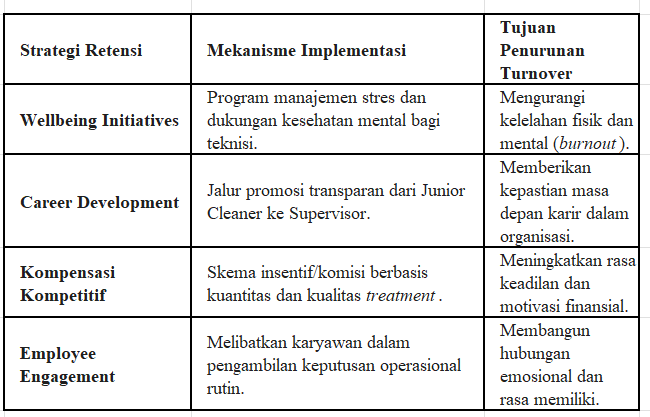 Strategi Retensi
Mekanisme Implementasi
Tujuan
Penurunan
Turnover
Wellbeing Initiatives
Program manajemen stres dan
dukungan kesehatan mental bagi
teknisi.
Mengurangi
kelelahan fisik dan
mental (burnout).
Career Development
Jalur promosi transparan dari Junior
Cleaner ke Supervisor.
Memberikan
kepastian masa
depan karir dalam
organisasi.
Kompensasi
Kompetitif
Skema insentif/komisi berbasis
kuantitas dan kualitas treatment.
Meningkatkan rasa
keadilan dan
motivasi finansial.
Employee
Engagement
Melibatkan karyawan dalam
pengambilan keputusan operasional
rutin.
Membangun
hubungan
emosional dan
rasa memiliki.